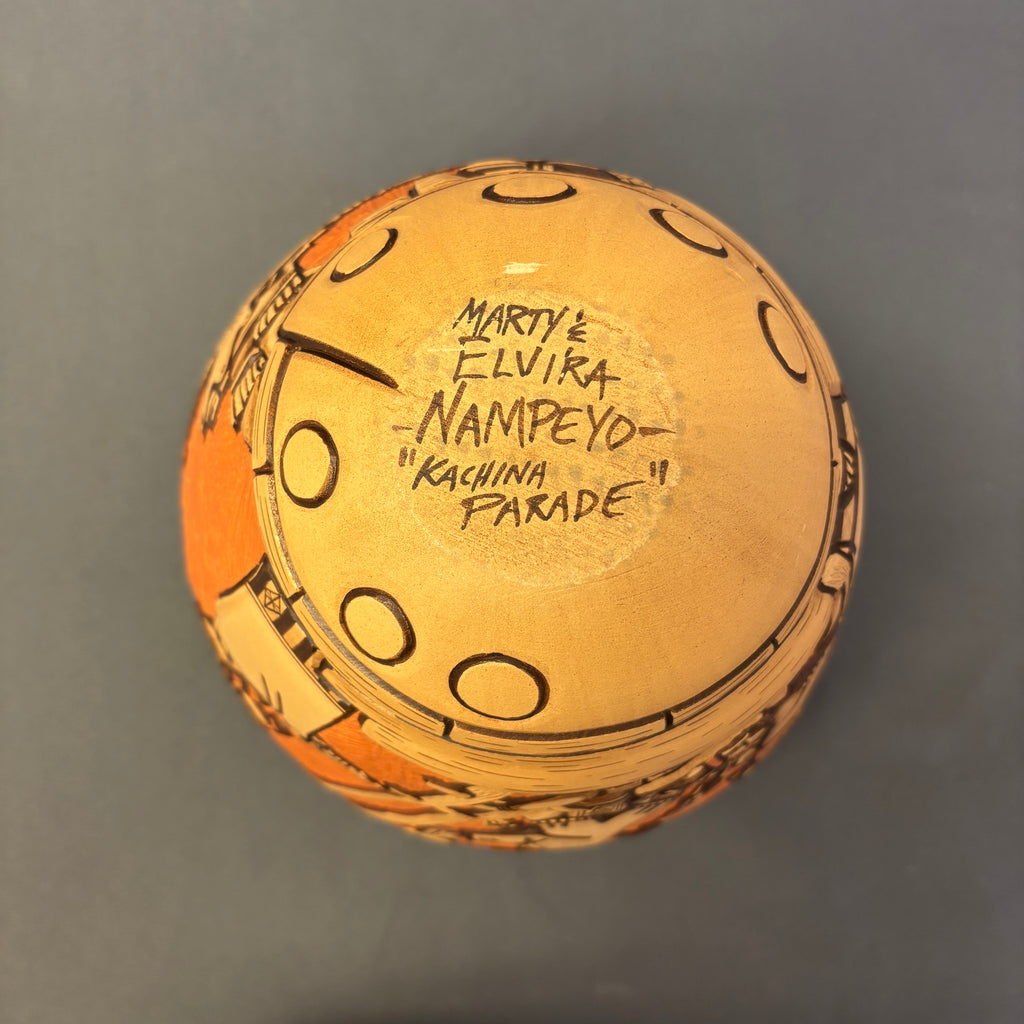 MARTY &
ELVIRA
-NAMPEYO-
"KACHINA
PARADE"